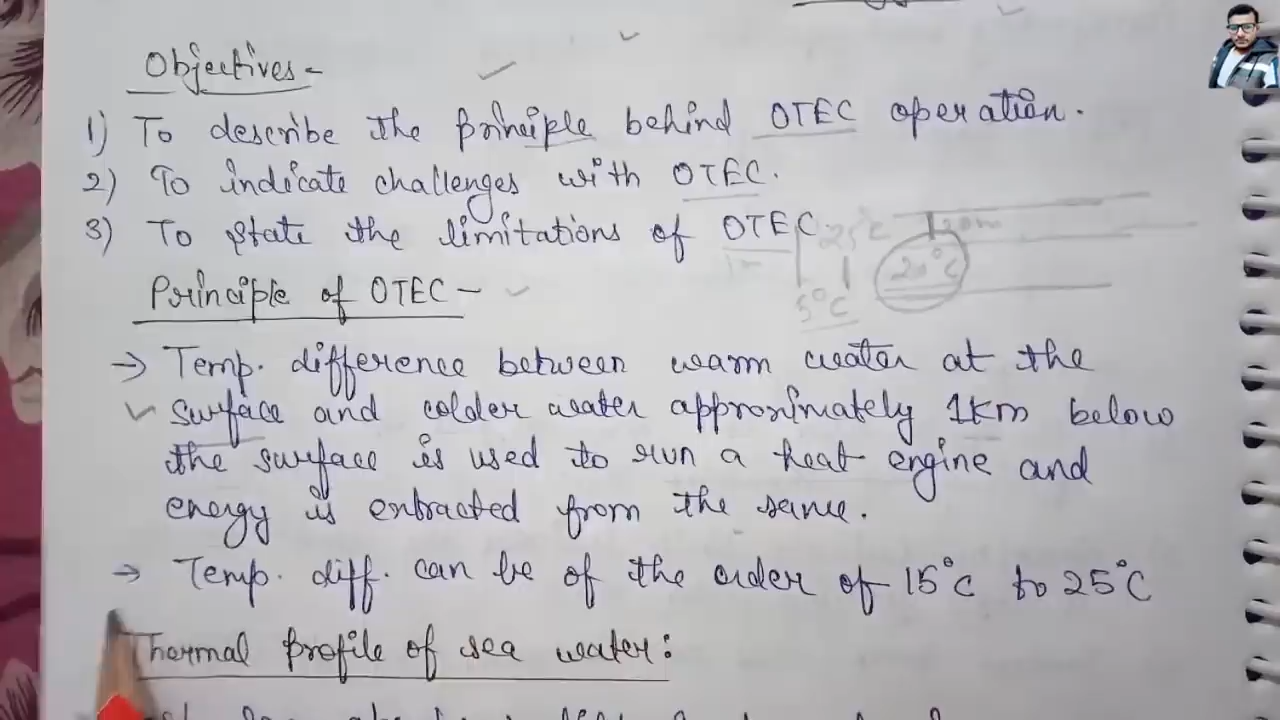 Objectives -
1) To describe the principle behind OTEC operation.
2) To indicate challenges with OTEC.
3) To state the limitations of OTEC
25°C
20°C
5°C
Principle of OTEC -
→ Temp. difference between warm water at the
surface and colder water approximately 1km below
the surface is used to run a heat engine and
energy is extracted from the same.
→ Temp. diff. can be of the order of 15°C to 25°C
Thermal profile of sea water: